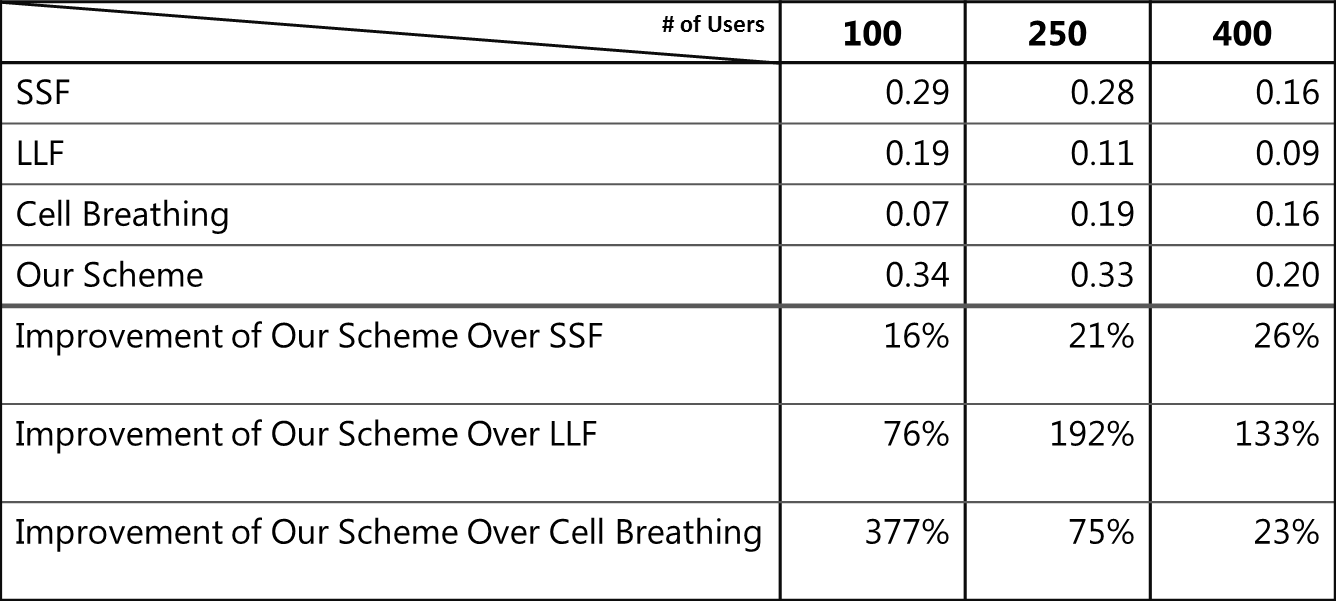 # of Users 100 250 400
SSF 0.29 0.28 0.16
LLF 0.19 0.11 0.09
Cell Breathing 0.07 0.19 0.16
Our Scheme 0.34 0.33 0.20
Improvement of Our Scheme Over SSF 16% 21% 26%
Improvement of Our Scheme Over LLF 76% 192% 133%
Improvement of Our Scheme Over Cell Breathing 377% 75% 23%